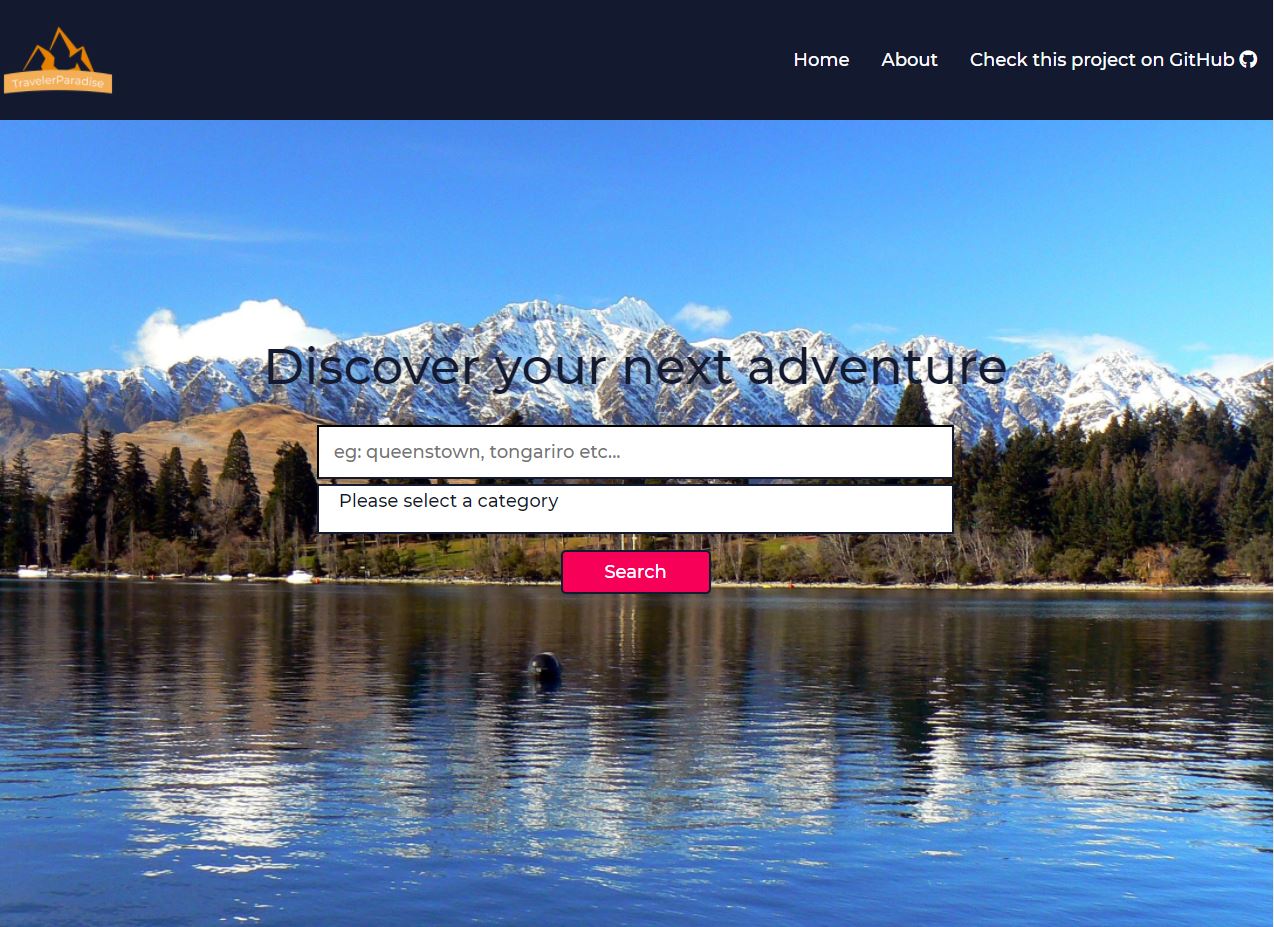 TravelerParadise
Home About Check this project on GitHub
Discover your next adventure
eg: queenstown, tongariro etc...
Please select a category
Search